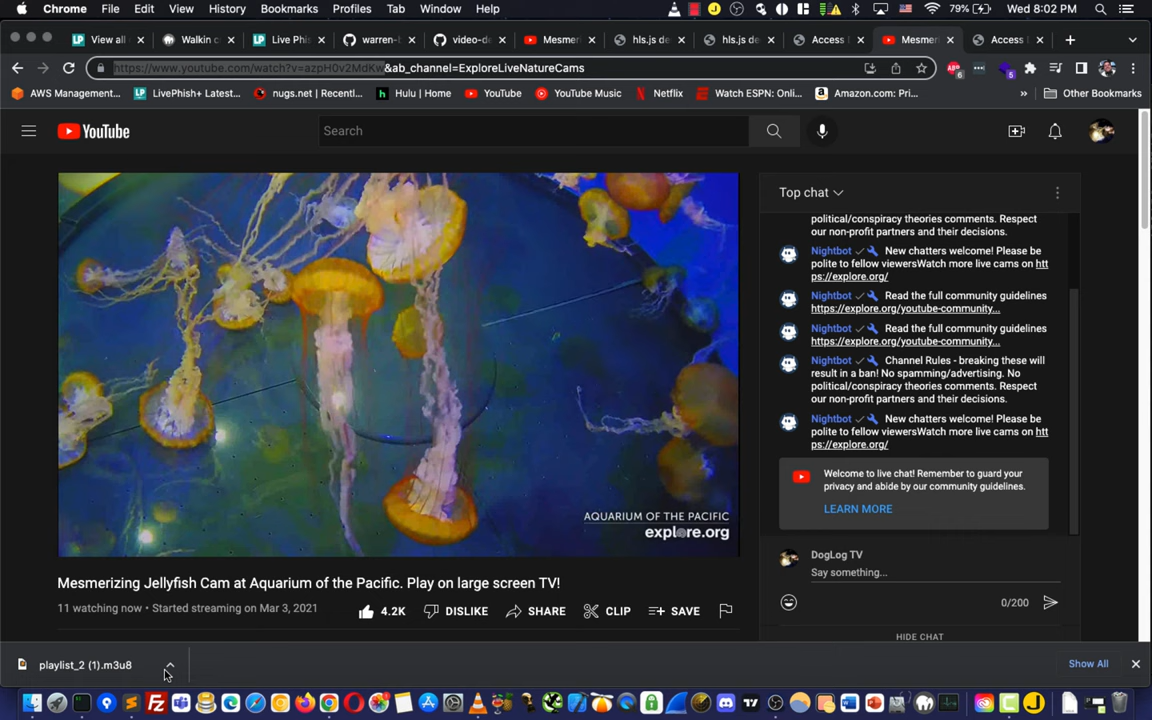 Chrome File Edit View History Bookmarks Profiles Tab Window Help 79% Wed 8:02 PM
View all Walkin c Live Phis warren-b video-de Mesmeri hls.js de hls.js de Access L Mesmer Access L
https://www.youtube.com/watch?v=azpH0v2MdKw&ab_channel=ExploreLiveNatureCams
AWS Management... LivePhish+ Latest... nugs.net | Recentl... Hulu | Home YouTube YouTube Music Netflix Watch ESPN: Onli... Amazon.com: Pri... » Other Bookmarks
YouTube Search
Top chat
political/conspiracy theories comments. Respect
our non-profit partners and their decisions.
Nightbot New chatters welcome! Please be
polite to fellow viewersWatch more live cams on htt
ps://explore.org/
Nightbot Read the full community guidelines
https://explore.org/youtube-community...
Nightbot Read the full community guidelines
https://explore.org/youtube-community...
Nightbot Channel Rules - breaking these will
result in a ban! No spamming/advertising. No
political/conspiracy theories comments. Respect
our non-profit partners and their decisions.
Nightbot New chatters welcome! Please be
polite to fellow viewersWatch more live cams on htt
ps://explore.org/
Welcome to live chat! Remember to guard your
privacy and abide by our community guidelines.
LEARN MORE
DogLog TV
Say something...
0/200
HIDE CHAT
AQUARIUM OF THE PACIFIC
explore.org
Mesmerizing Jellyfish Cam at Aquarium of the Pacific. Play on large screen TV!
11 watching now • Started streaming on Mar 3, 2021
4.2K DISLIKE SHARE CLIP SAVE
playlist_2 (1).m3u8 Show All